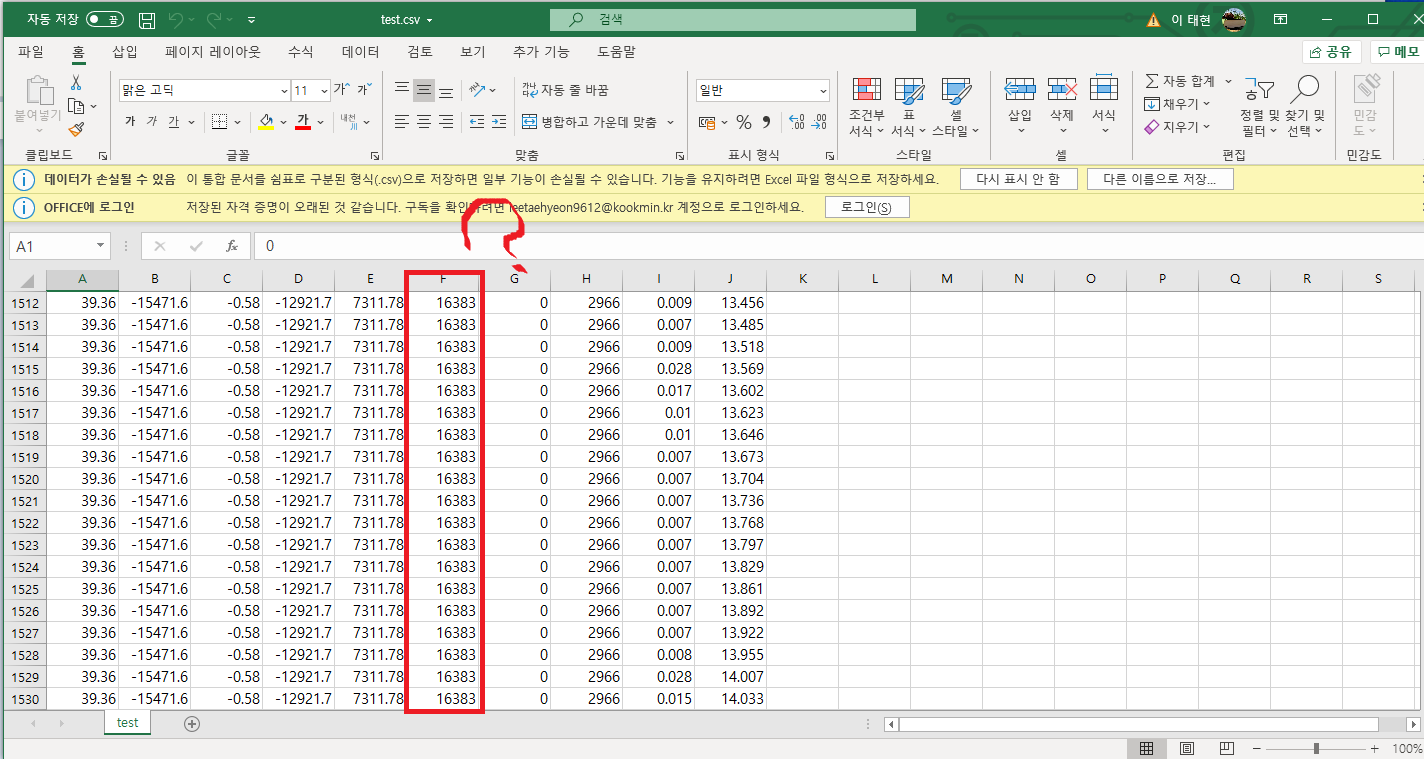 자동 저장 끔 test.csv 검색 이 태현
파일 홈 삽입 페이지 레이아웃 수식 데이터 검토 보기 추가 기능 도움말 공유 메모
붙여넣기 맑은 고딕 11 가 가 자동 줄 바꿈 일반 조건부 서식 표 서식 셀 스타일 삽입 삭제 서식 자동 합계 채우기 지우기 정렬 및 필터 찾기 및 선택 민감도
가 가 가 가 내천 병합하고 가운데 맞춤 %
클립보드 글꼴 맞춤 표시 형식 스타일 셀 편집 민감도
데이터가 손실될 수 있음 이 통합 문서를 쉼표로 구분된 형식(.csv)으로 저장하면 일부 기능이 손실될 수 있습니다. 기능을 유지하려면 Excel 파일 형식으로 저장하세요. 다시 표시 안 함 다른 이름으로 저장...
OFFICE에 로그인 저장된 자격 증명이 오래된 것 같습니다. 구독을 확인하려면 leetaehyeon9612@kookmin.kr 계정으로 로그인하세요. 로그인(S)
?
A1 fx 0
A B C D E F G H I J K L M N O P Q R S
1512 39.36 -15471.6 -0.58 -12921.7 7311.78 16383 0 2966 0.009 13.456
1513 39.36 -15471.6 -0.58 -12921.7 7311.78 16383 0 2966 0.007 13.485
1514 39.36 -15471.6 -0.58 -12921.7 7311.78 16383 0 2966 0.009 13.518
1515 39.36 -15471.6 -0.58 -12921.7 7311.78 16383 0 2966 0.028 13.569
1516 39.36 -15471.6 -0.58 -12921.7 7311.78 16383 0 2966 0.017 13.602
1517 39.36 -15471.6 -0.58 -12921.7 7311.78 16383 0 2966 0.01 13.623
1518 39.36 -15471.6 -0.58 -12921.7 7311.78 16383 0 2966 0.01 13.646
1519 39.36 -15471.6 -0.58 -12921.7 7311.78 16383 0 2966 0.007 13.673
1520 39.36 -15471.6 -0.58 -12921.7 7311.78 16383 0 2966 0.007 13.704
1521 39.36 -15471.6 -0.58 -12921.7 7311.78 16383 0 2966 0.007 13.736
1522 39.36 -15471.6 -0.58 -12921.7 7311.78 16383 0 2966 0.007 13.768
1523 39.36 -15471.6 -0.58 -12921.7 7311.78 16383 0 2966 0.007 13.797
1524 39.36 -15471.6 -0.58 -12921.7 7311.78 16383 0 2966 0.007 13.829
1525 39.36 -15471.6 -0.58 -12921.7 7311.78 16383 0 2966 0.007 13.861
1526 39.36 -15471.6 -0.58 -12921.7 7311.78 16383 0 2966 0.007 13.892
1527 39.36 -15471.6 -0.58 -12921.7 7311.78 16383 0 2966 0.007 13.922
1528 39.36 -15471.6 -0.58 -12921.7 7311.78 16383 0 2966 0.008 13.955
1529 39.36 -15471.6 -0.58 -12921.7 7311.78 16383 0 2966 0.028 14.007
1530 39.36 -15471.6 -0.58 -12921.7 7311.78 16383 0 2966 0.015 14.033
test
100%